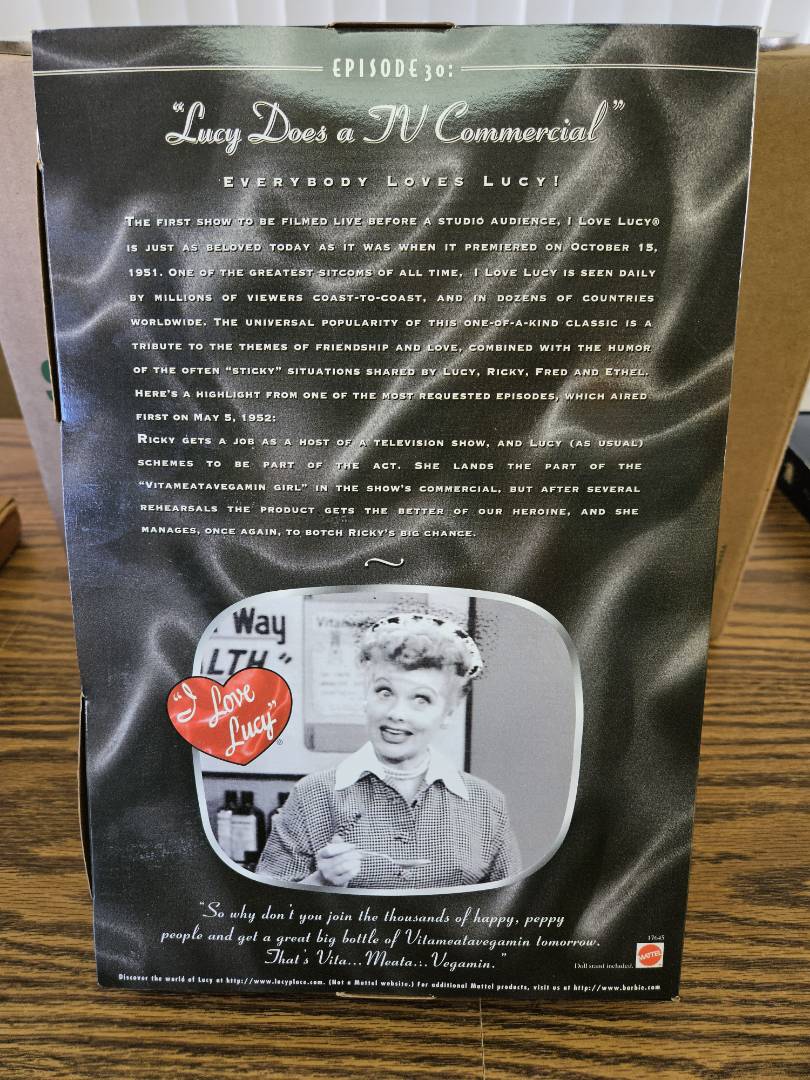 EPISODE 30:
"Lucy Does a TV Commercial"
EVERYBODY LOVES LUCY!
THE FIRST SHOW TO BE FILMED LIVE BEFORE A STUDIO AUDIENCE, I LOVE LUCY®
IS JUST AS BELOVED TODAY AS IT WAS WHEN IT PREMIERED ON OCTOBER 15,
1951. ONE OF THE GREATEST SITCOMS OF ALL TIME, I LOVE LUCY IS SEEN DAILY
BY MILLIONS OF VIEWERS COAST-TO-COAST, AND IN DOZENS OF COUNTRIES
WORLDWIDE. THE UNIVERSAL POPULARITY OF THIS ONE-OF-A-KIND CLASSIC IS A
TRIBUTE TO THE THEMES OF FRIENDSHIP AND LOVE, COMBINED WITH THE HUMOR
OF THE OFTEN "STICKY" SITUATIONS SHARED BY LUCY, RICKY, FRED AND ETHEL.
HERE'S A HIGHLIGHT FROM ONE OF THE MOST REQUESTED EPISODES, WHICH AIRED
FIRST ON MAY 5, 1952:
RICKY GETS A JOB AS A HOST OF A TELEVISION SHOW, AND LUCY (AS USUAL)
SCHEMES TO BE PART OF THE ACT. SHE LANDS THE PART OF THE
"VITAMEATAVEGAMIN GIRL" IN THE SHOW'S COMMERCIAL, BUT AFTER SEVERAL
REHEARSALS THE PRODUCT GETS THE BETTER OF OUR HEROINE, AND SHE
MANAGES, ONCE AGAIN, TO BOTCH RICKY'S BIG CHANCE.
Way
LTH"
"I Love
Lucy"®
"So why don't you join the thousands of happy, peppy
people and get a great big bottle of Vitameatavegamin tomorrow.
That's Vita...Meata...Vegamin."
17645
Doll stand included.
MATTEL
Discover the world of Lucy at http://www.lucyplace.com. (Not a Mattel website.) For additional Mattel products, visit us at http://www.barbie.com